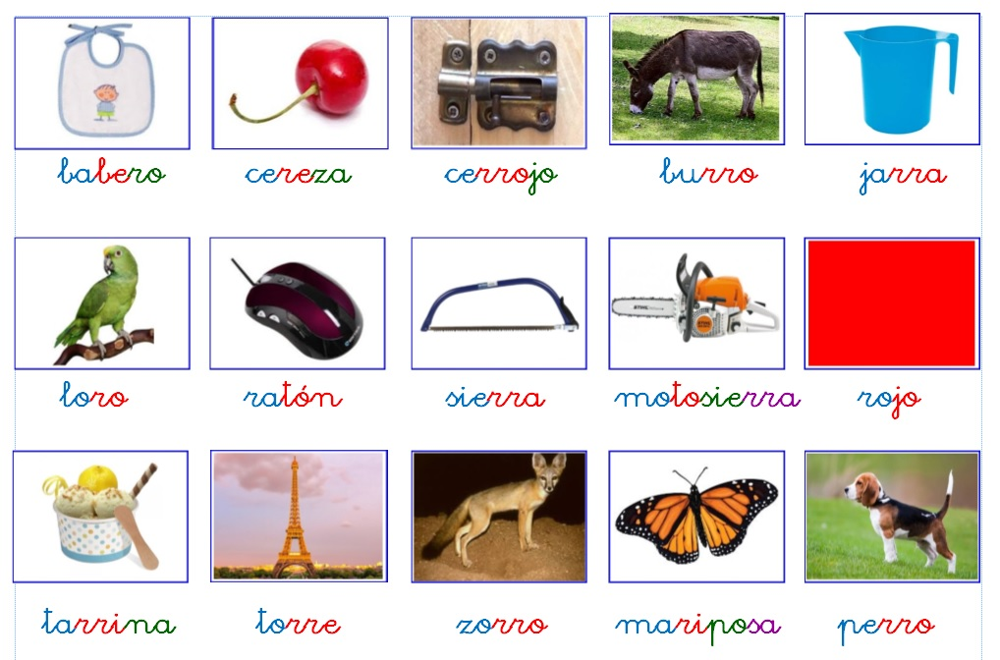 babero cereza cerrojo burro jarra
loro ratón sierra motosierra rojo
tarrina torre zorro mariposa perro